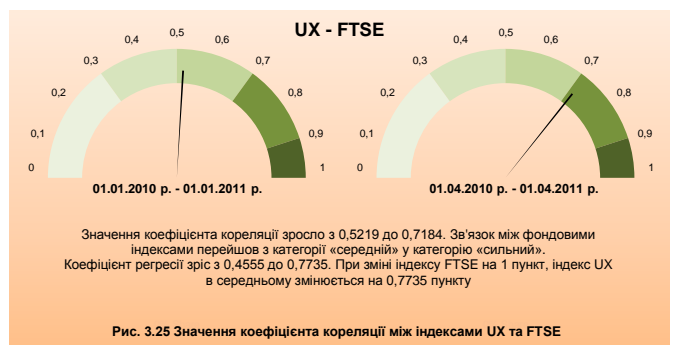 UX - FTSE
0 0,1 0,2 0,3 0,4 0,5 0,6 0,7 0,8 0,9 1
01.01.2010 р. - 01.01.2011 р.
0 0,1 0,2 0,3 0,4 0,5 0,6 0,7 0,8 0,9 1
01.04.2010 р. - 01.04.2011 р.
Значення коефіцієнта кореляції зросло з 0,5219 до 0,7184. Зв'язок між фондовими
індексами перейшов з категорії «середній» у категорію «сильний».
Коефіцієнт регресії зріс з 0,4555 до 0,7735. При зміні індексу FTSE на 1 пункт, індекс UX
в середньому змінюється на 0,7735 пункту
Рис. 3.25 Значення коефіцієнта кореляції між індексами UX та FTSE